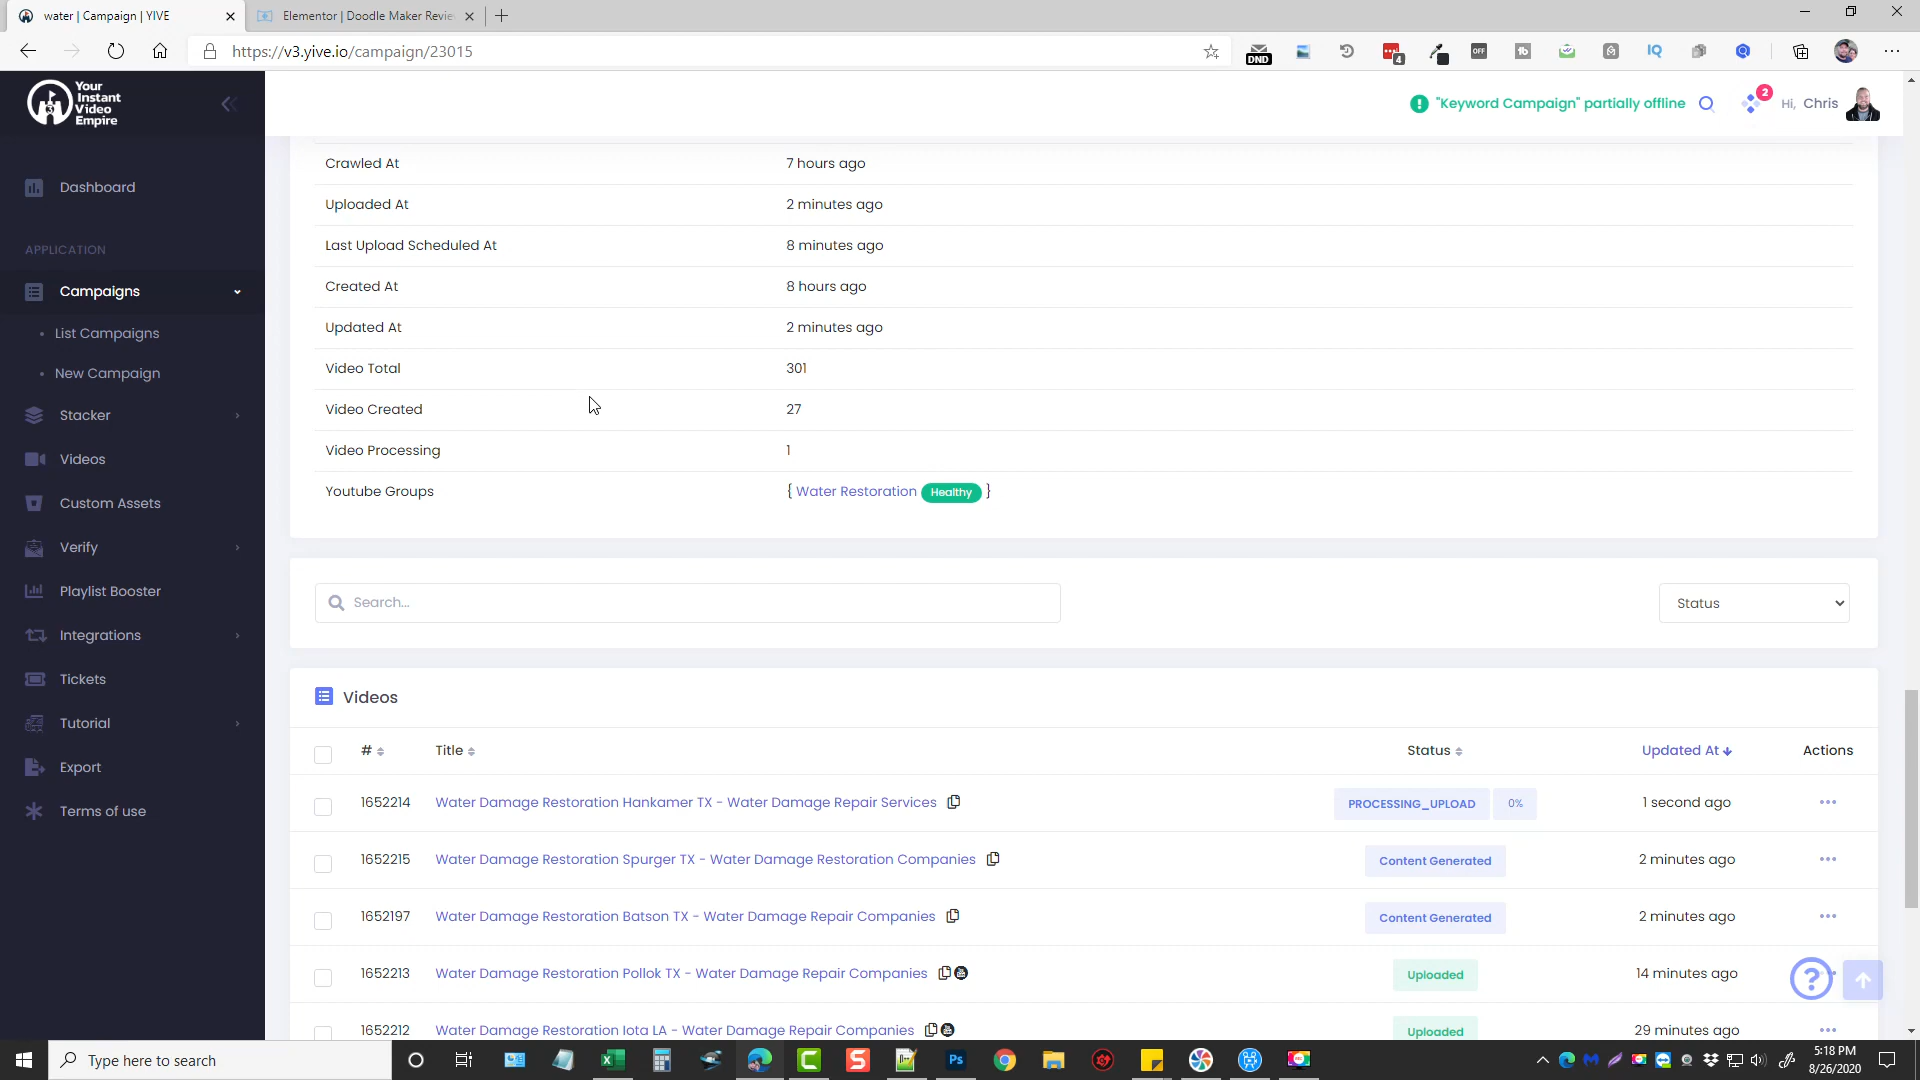 water | Campaign | YIVE
Elementor | Doodle Maker Revie
https://v3.yive.io/campaign/23015
DND
4
OFF
IQ
Your
Instant
Video
Empire
"Keyword Campaign" partially offline
2
Hi, Chris
Dashboard
APPLICATION
Campaigns
List Campaigns
New Campaign
Stacker
Videos
Custom Assets
Verify
Playlist Booster
Integrations
Tickets
Tutorial
Export
Terms of use
Crawled At 7 hours ago
Uploaded At 2 minutes ago
Last Upload Scheduled At 8 minutes ago
Created At 8 hours ago
Updated At 2 minutes ago
Video Total 301
Video Created 27
Video Processing 1
Youtube Groups { Water Restoration Healthy }
Search...
Status
Videos
# Title Status Updated At Actions
1652214 Water Damage Restoration Hankamer TX - Water Damage Repair Services PROCESSING_UPLOAD 0% 1 second ago
1652215 Water Damage Restoration Spurger TX - Water Damage Restoration Companies Content Generated 2 minutes ago
1652197 Water Damage Restoration Batson TX - Water Damage Repair Companies Content Generated 2 minutes ago
1652213 Water Damage Restoration Pollok TX - Water Damage Repair Companies Uploaded 14 minutes ago
1652212 Water Damage Restoration Iota LA - Water Damage Repair Companies Uploaded 29 minutes ago
Type here to search
Ps
5:18 PM
8/26/2020